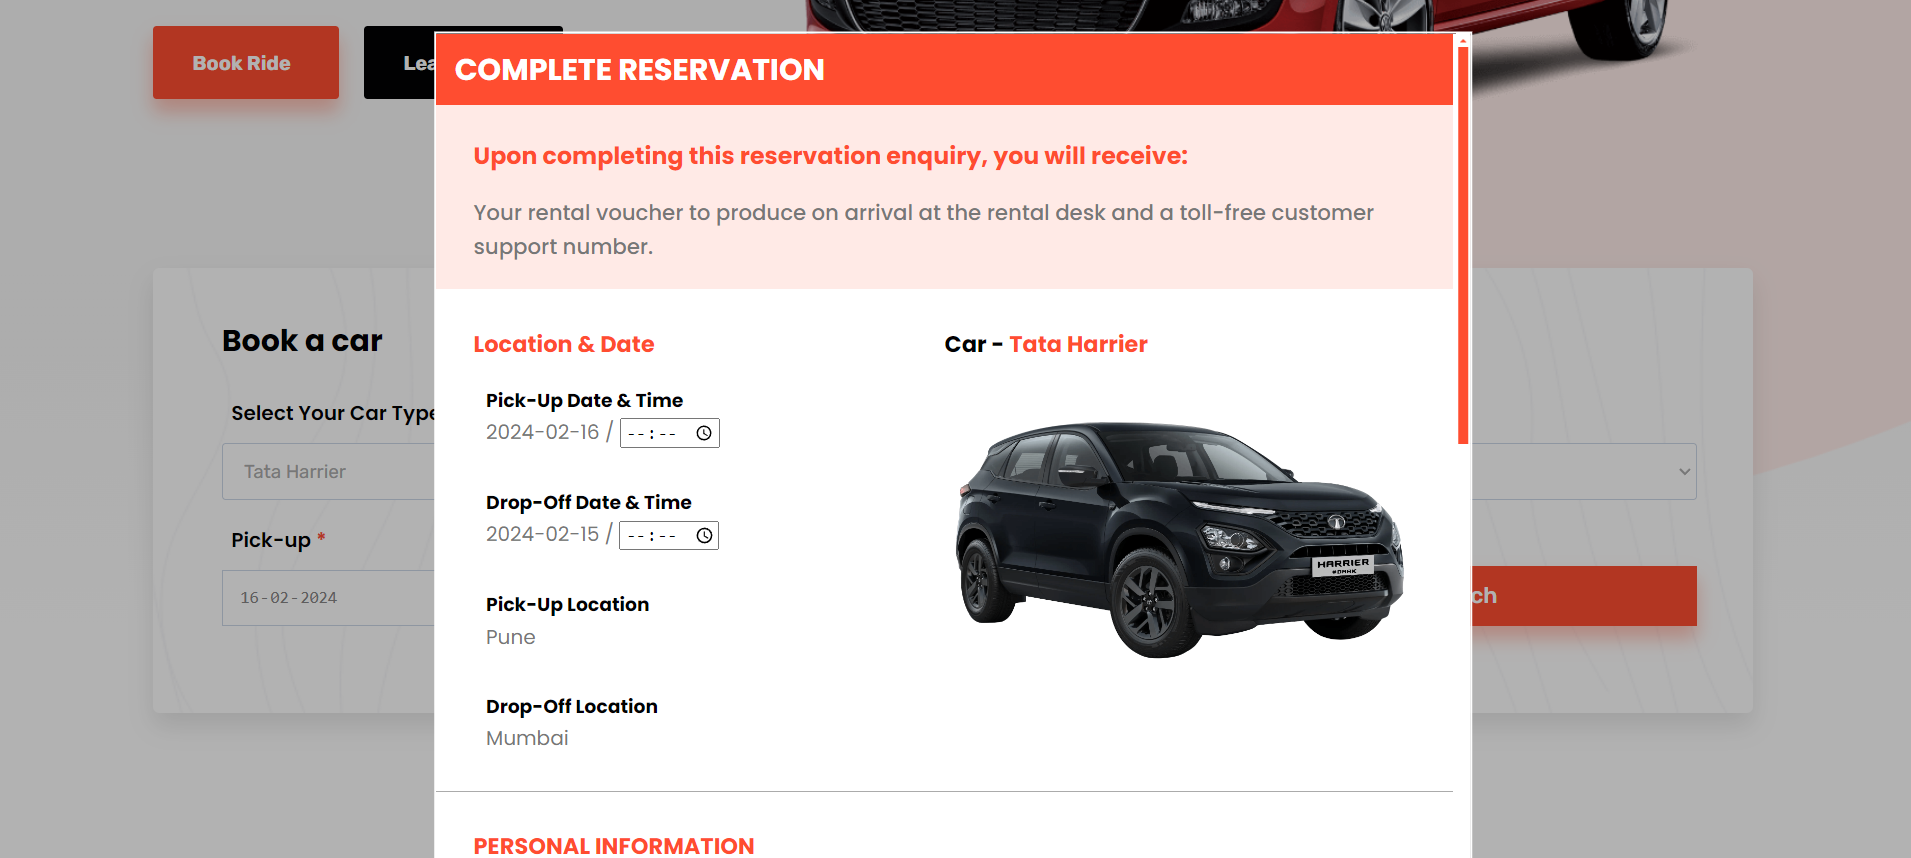 Book Ride
Lea
COMPLETE RESERVATION
Upon completing this reservation enquiry, you will receive:
Your rental voucher to produce on arrival at the rental desk and a toll-free customer
support number.
Book a car
Select Your Car Type
Tata Harrier
Pick-up *
16-02-2024
Location & Date
Pick-Up Date & Time
2024-02-16 / --:--
Drop-Off Date & Time
2024-02-15 / --:--
Pick-Up Location
Pune
Drop-Off Location
Mumbai
Car - Tata Harrier
HARRIER
#DARK
ch
PERSONAL INFORMATION